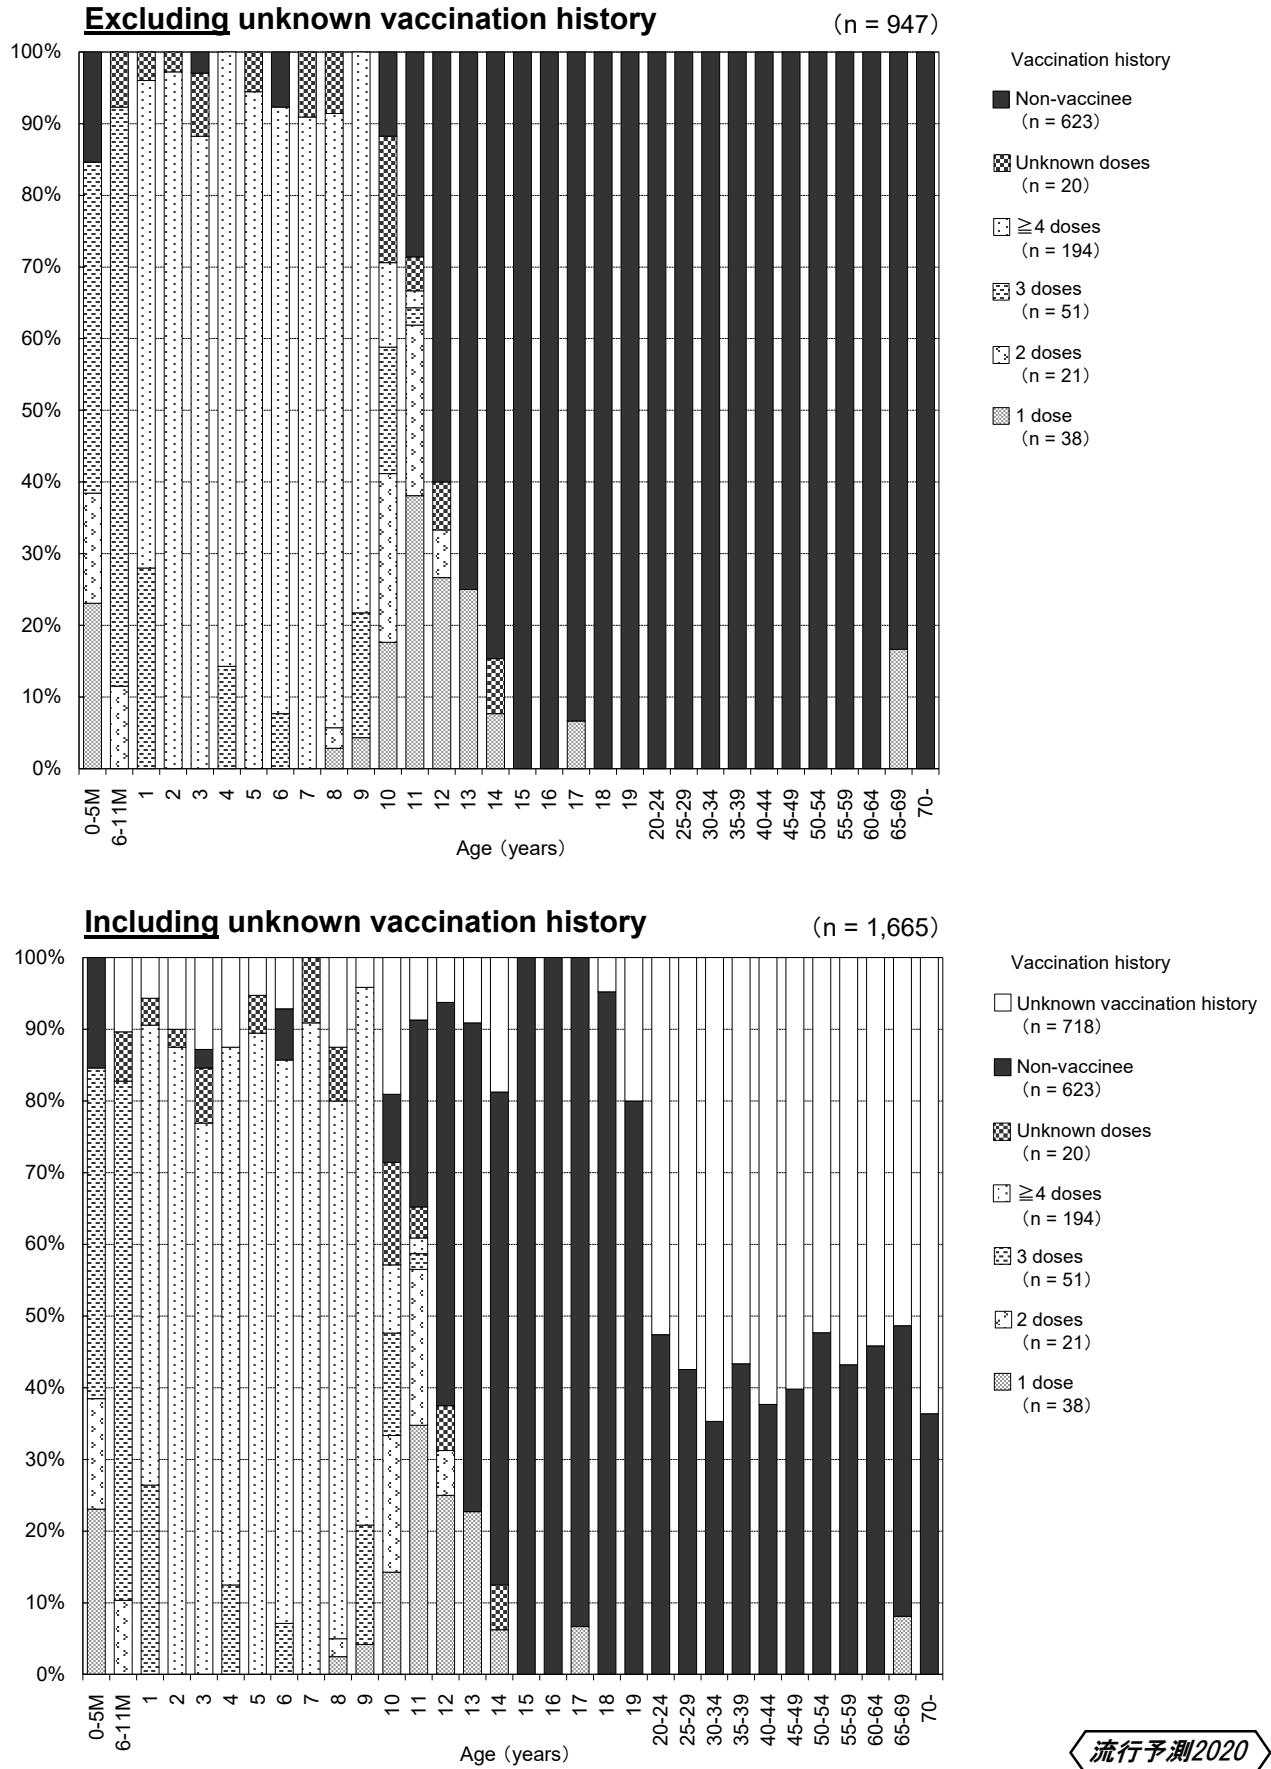 Excluding unknown vaccination history
(n = 947)
100%
90%
80%
70%
60%
50%
40%
30%
20%
10%
0%
0-5M
6-11M
1
2
3
4
5
6
7
8
9
10
11
12
13
14
15
16
17
18
19
20-24
25-29
30-34
35-39
40-44
45-49
50-54
55-59
60-64
65-69
70-
Age (years)
Vaccination history
Non-vaccinee
(n = 623)
Unknown doses
(n = 20)
≧4 doses
(n = 194)
3 doses
(n = 51)
2 doses
(n = 21)
1 dose
(n = 38)
Including unknown vaccination history
(n = 1,665)
100%
90%
80%
70%
60%
50%
40%
30%
20%
10%
0%
0-5M
6-11M
1
2
3
4
5
6
7
8
9
10
11
12
13
14
15
16
17
18
19
20-24
25-29
30-34
35-39
40-44
45-49
50-54
55-59
60-64
65-69
70-
Age (years)
Vaccination history
Unknown vaccination history
(n = 718)
Non-vaccinee
(n = 623)
Unknown doses
(n = 20)
≧4 doses
(n = 194)
3 doses
(n = 51)
2 doses
(n = 21)
1 dose
(n = 38)
流行予測2020